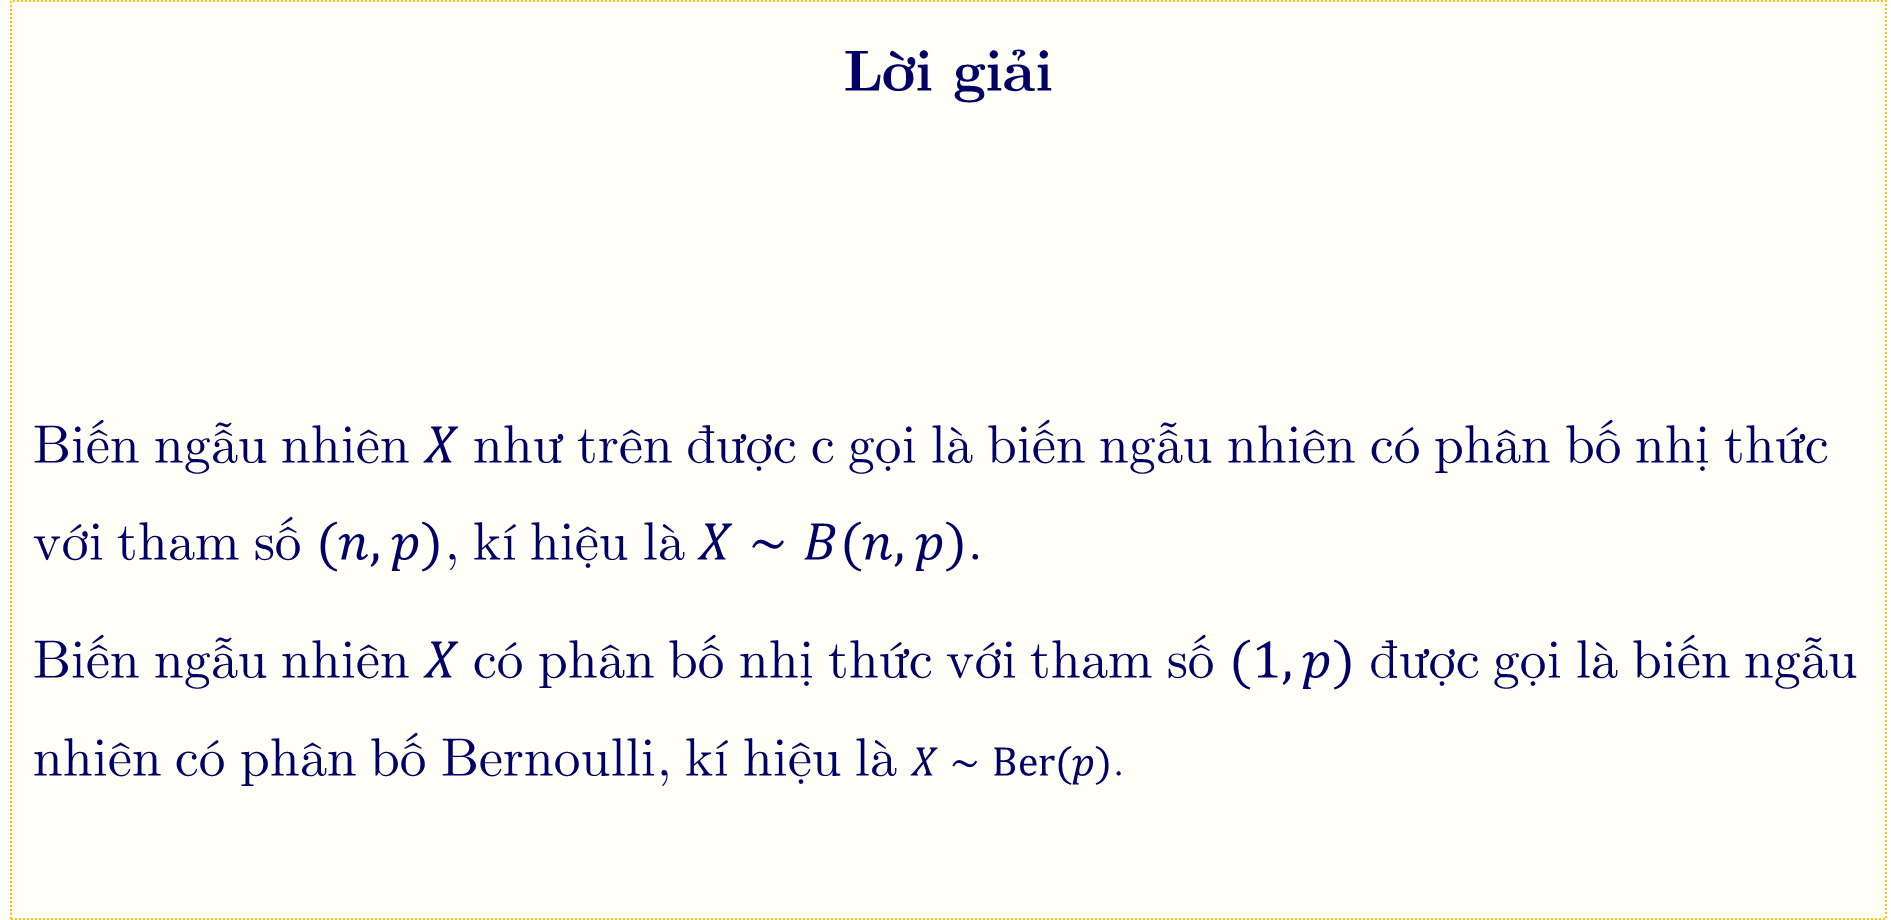 Lời giải
Biến ngẫu nhiên X như trên được c gọi là biến ngẫu nhiên có phân bố nhị thức
với tham số (n, p), kí hiệu là X ~ B(n, p).
Biến ngẫu nhiên X có phân bố nhị thức với tham số (1, p) được gọi là biến ngẫu
nhiên có phân bố Bernoulli, kí hiệu là X ~ Ber(p).